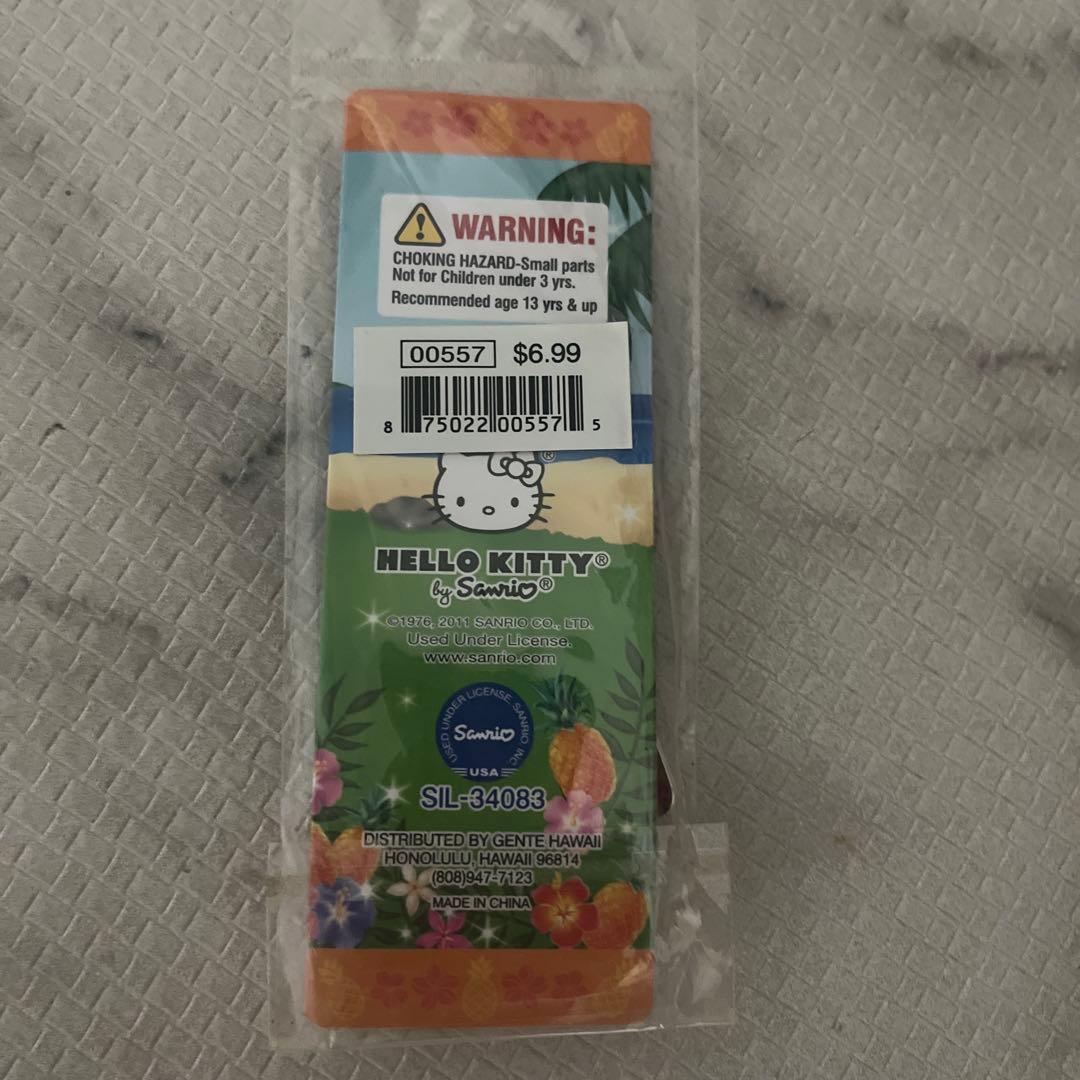 WARNING:
CHOKING HAZARD-Small parts
Not for Children under 3 yrs.
Recommended age 13 yrs & up
00557 $6.99
8 75022 00557 5
®
HELLO KITTY®
by Sanrio®
©1976, 2011 SANRIO CO., LTD.
Used Under License.
www.sanrio.com
USED UNDER LICENSE, SANRIO INC.
Sanrio
USA
SIL-34083
DISTRIBUTED BY GENTE HAWAII
HONOLULU, HAWAII 96814
(808)947-7123
MADE IN CHINA